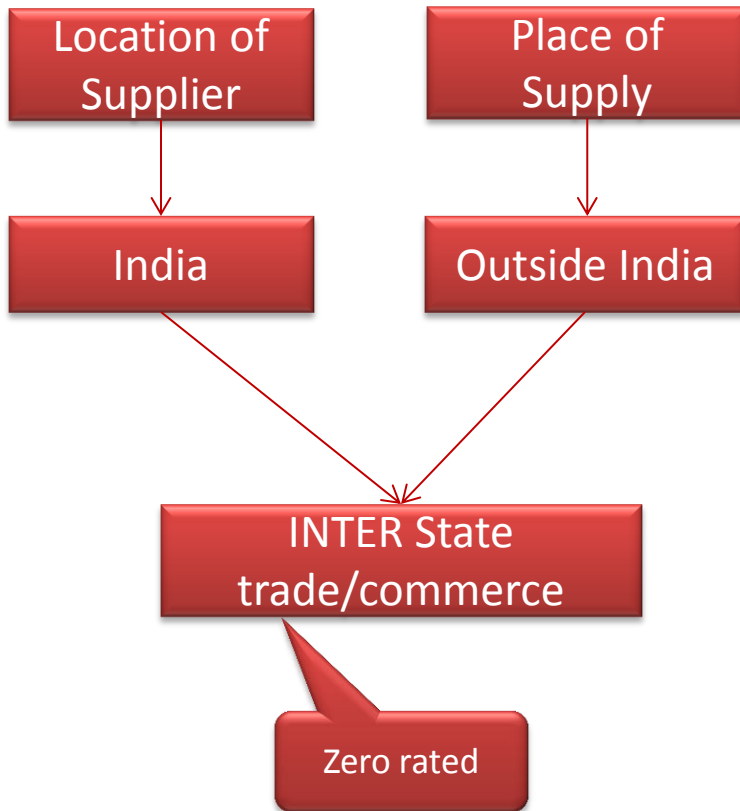 Location of
Supplier
Place of
Supply
India
Outside India
INTER State
trade/commerce
Zero rated